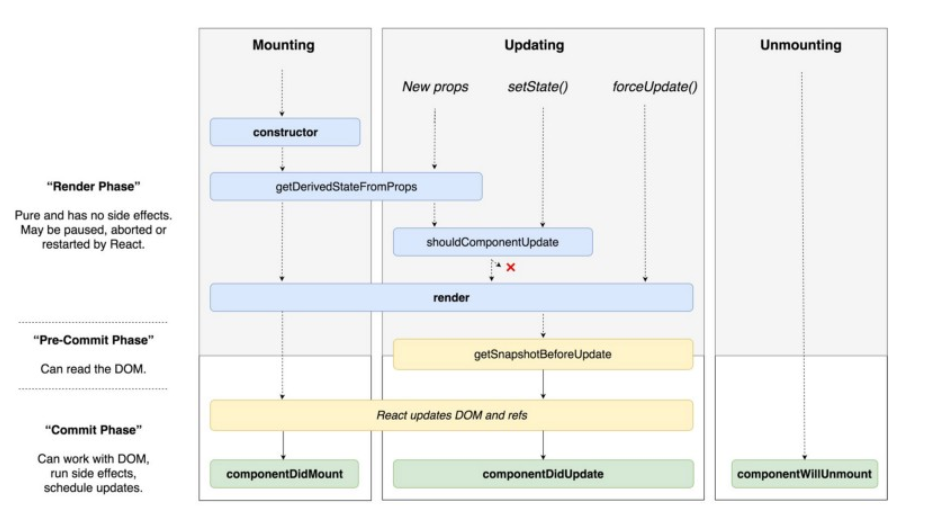 Mounting
Updating
Unmounting
New props
setState()
forceUpdate()
constructor
"Render Phase"
getDerivedStateFromProps
Pure and has no side effects.
May be paused, aborted or
restarted by React.
shouldComponentUpdate
render
"Pre-Commit Phase"
getSnapshotBeforeUpdate
Can read the DOM.
React updates DOM and refs
"Commit Phase"
Can work with DOM,
run side effects,
schedule updates.
componentDidMount
componentDidUpdate
componentWillUnmount